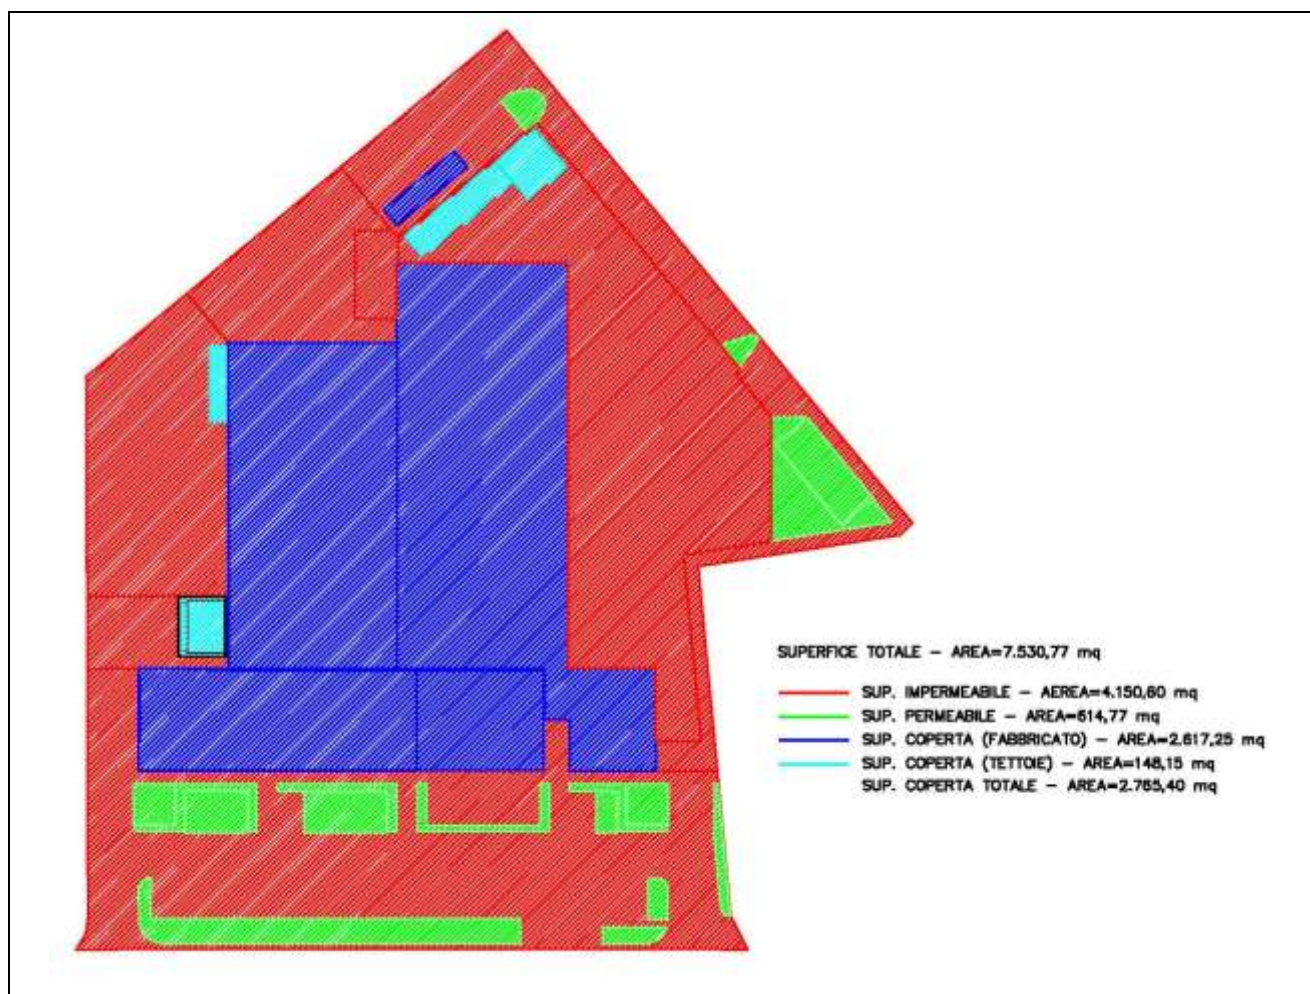 SUPERFICE TOTALE – AREA=7.530,77 mq
SUP. IMPERMEABILE – AEREA=4.150,60 mq
SUP. PERMEABILE – AREA=614,77 mq
SUP. COPERTA (FABBRICATO) – AREA=2.617,25 mq
SUP. COPERTA (TETTOIE) – AREA=148,15 mq
SUP. COPERTA TOTALE – AREA=2.765,40 mq